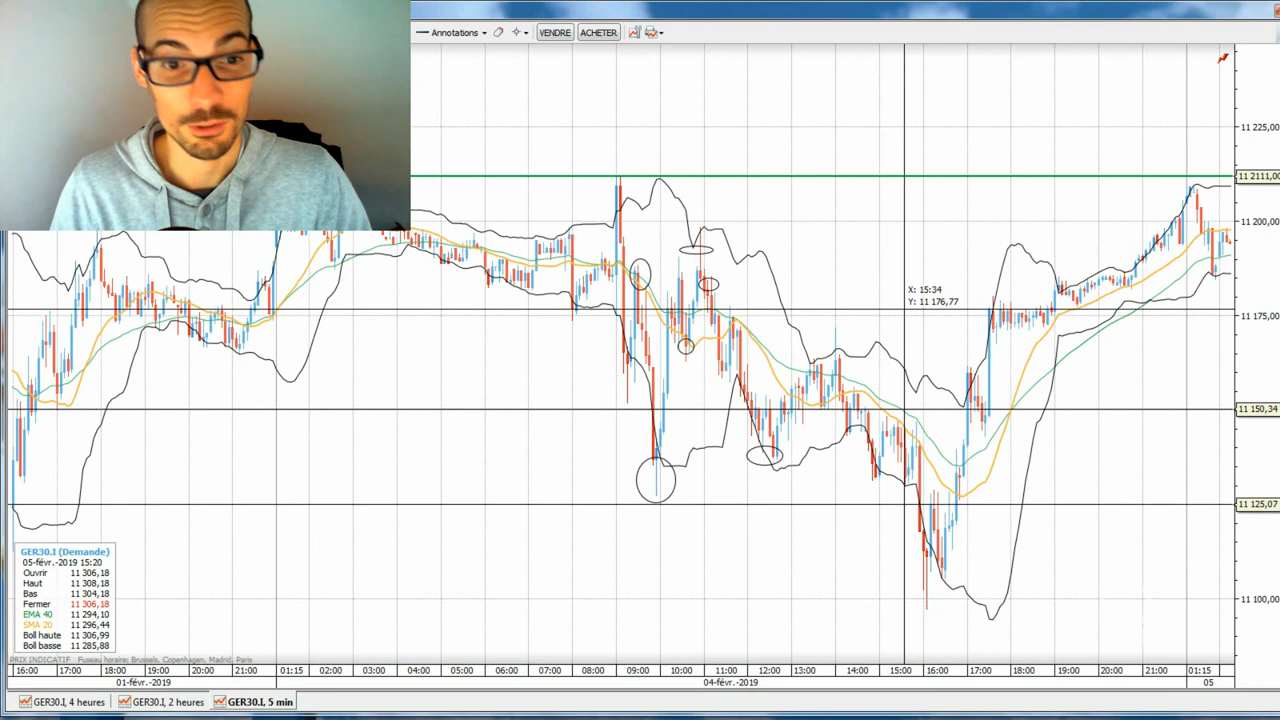 Annotations VENDRE ACHETER
11 225,00
11 2111,00
11 200,00
X: 15:34
Y: 11 176,77
11 175,00
11 150,34
11 125,07
11 100,00
GER30.I (Demande)
05-févr.-2019 15:20
Ouvrir 11 306,18
Haut 11 308,18
Bas 11 304,18
Fermer 11 306,18
EMA 40 11 294,10
SMA 20 11 296,44
Boll haute 11 306,99
Boll basse 11 285,88
PRIX INDICATIF Fuseau horaire: Brussels, Copenhagen, Madrid, Paris
16:00 17:00 18:00 19:00 20:00 21:00 01:15 02:00 03:00 04:00 05:00 06:00 07:00 08:00 09:00 10:00 11:00 12:00 13:00 14:00 15:00 16:00 17:00 18:00 19:00 20:00 21:00 01:15
01-févr.-2019 04-févr.-2019 05
GER30.I, 4 heures GER30.I, 2 heures GER30.I, 5 min